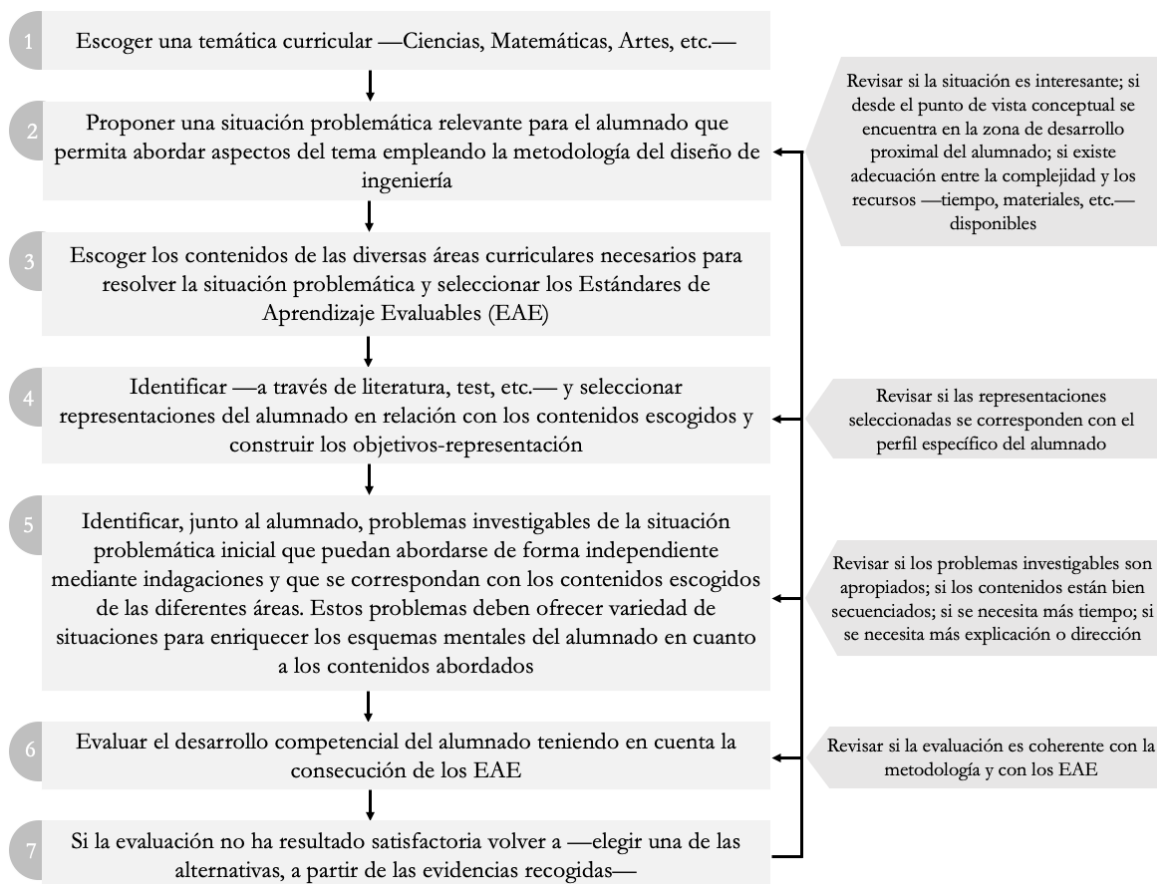 1
Escoger una temática curricular —Ciencias, Matemáticas, Artes, etc.—
2
Proponer una situación problemática relevante para el alumnado que
permita abordar aspectos del tema empleando la metodología del diseño de
ingeniería
Revisar si la situación es interesante; si
desde el punto de vista conceptual se
encuentra en la zona de desarrollo
proximal del alumnado; si existe
adecuación entre la complejidad y los
recursos —tiempo, materiales, etc.—
disponibles
3
Escoger los contenidos de las diversas áreas curriculares necesarios para
resolver la situación problemática y seleccionar los Estándares de
Aprendizaje Evaluables (EAE)
4
Identificar —a través de literatura, test, etc.— y seleccionar
representaciones del alumnado en relación con los contenidos escogidos y
construir los objetivos-representación
Revisar si las representaciones
seleccionadas se corresponden con el
perfil específico del alumnado
5
Identificar, junto al alumnado, problemas investigables de la situación
problemática inicial que puedan abordarse de forma independiente
mediante indagaciones y que se correspondan con los contenidos escogidos
de las diferentes áreas. Estos problemas deben ofrecer variedad de
situaciones para enriquecer los esquemas mentales del alumnado en cuanto
a los contenidos abordados
Revisar si los problemas investigables son
apropiados; si los contenidos están bien
secuenciados; si se necesita más tiempo; si
se necesita más explicación o dirección
6
Evaluar el desarrollo competencial del alumnado teniendo en cuenta la
consecución de los EAE
Revisar si la evaluación es coherente con la
metodología y con los EAE
7
Si la evaluación no ha resultado satisfactoria volver a —elegir una de las
alternativas, a partir de las evidencias recogidas—